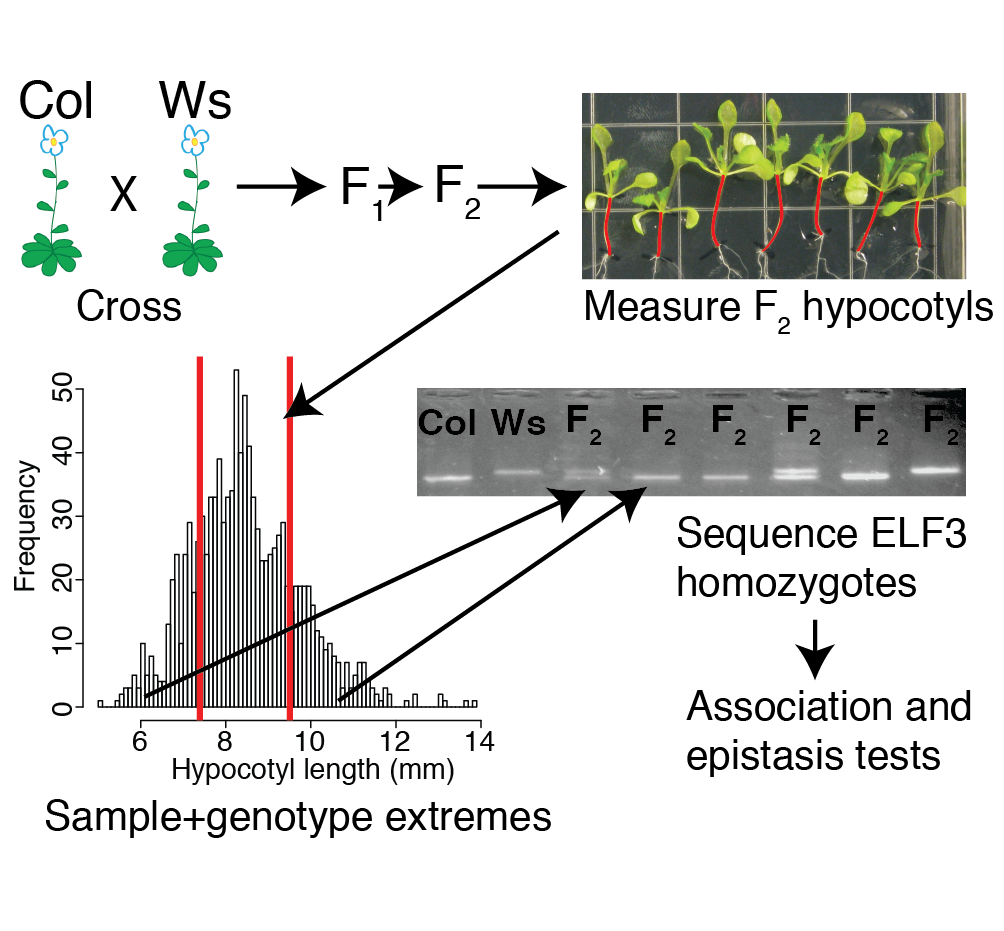 Col Ws
X F1 F2
Cross
Measure F2 hypocotyls
Col Ws F2 F2 F2 F2 F2 F2
Sequence ELF3
homozygotes
Association and
epistasis tests
Frequency
50
40
30
20
10
0
6 8 10 12 14
Hypocotyl length (mm)
Sample+genotype extremes